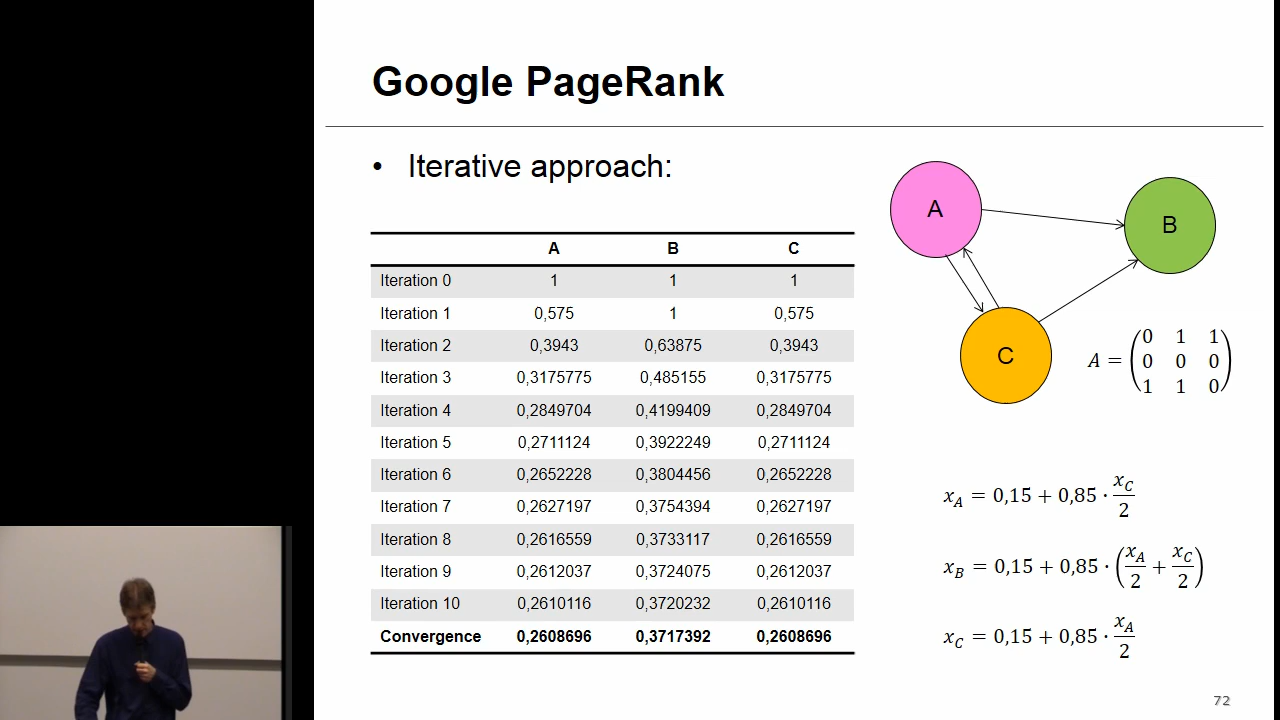 Google PageRank
• Iterative approach:
A B C
Iteration 0 1 1 1
Iteration 1 0,575 1 0,575
Iteration 2 0,3943 0,63875 0,3943
Iteration 3 0,3175775 0,485155 0,3175775
Iteration 4 0,2849704 0,4199409 0,2849704
Iteration 5 0,2711124 0,3922249 0,2711124
Iteration 6 0,2652228 0,3804456 0,2652228
Iteration 7 0,2627197 0,3754394 0,2627197
Iteration 8 0,2616559 0,3733117 0,2616559
Iteration 9 0,2612037 0,3724075 0,2612037
Iteration 10 0,2610116 0,3720232 0,2610116
Convergence 0,2608696 0,3717392 0,2608696
A
B
C
A = (0 1 1
0 0 0
1 1 0)
x_A = 0,15 + 0,85 · x_C/2
x_B = 0,15 + 0,85 · (x_A/2 + x_C/2)
x_C = 0,15 + 0,85 · x_A/2
72